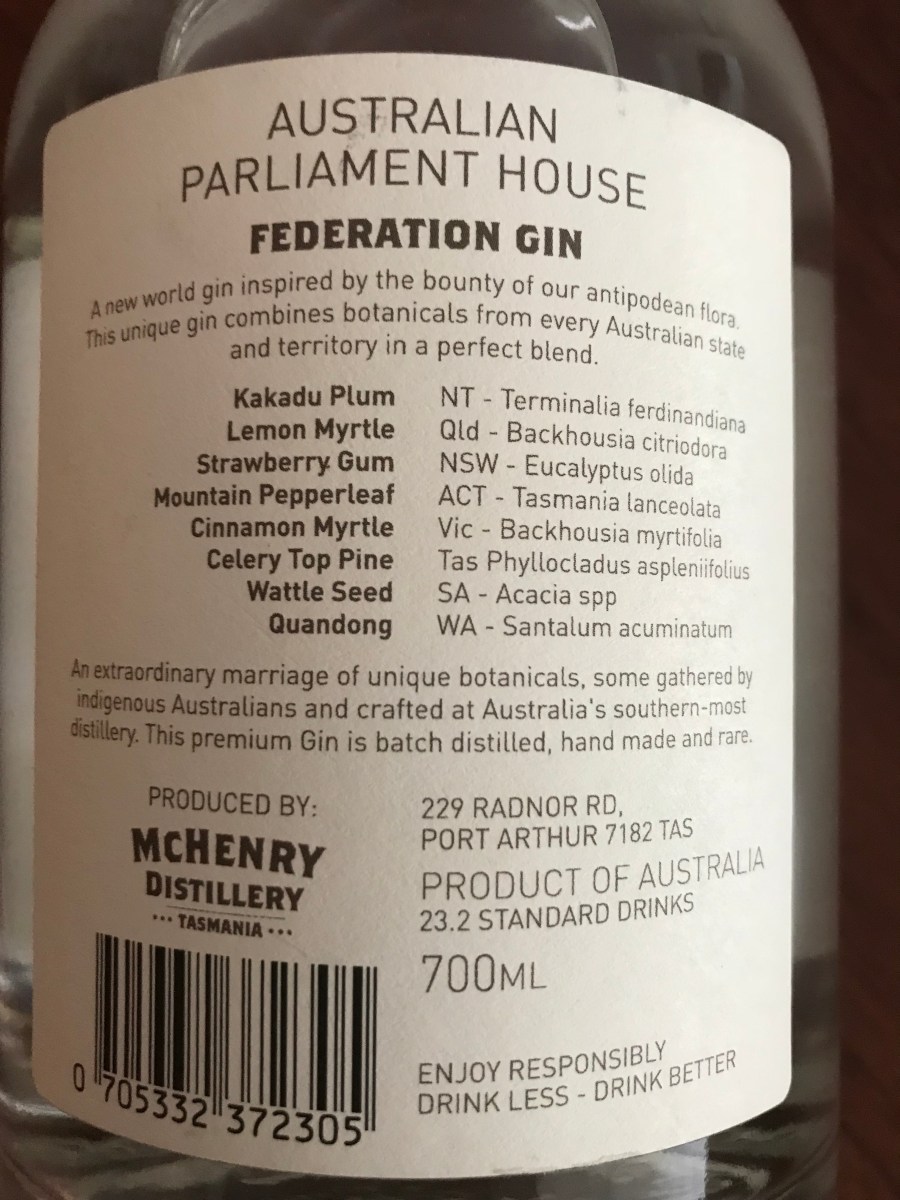 AUSTRALIAN
PARLIAMENT HOUSE
FEDERATION GIN
A new world gin inspired by the bounty of our antipodean flora.
This unique gin combines botanicals from every Australian state
and territory in a perfect blend.
Kakadu Plum NT - Terminalia ferdinandiana
Lemon Myrtle Qld - Backhousia citriodora
Strawberry Gum NSW - Eucalyptus olida
Mountain Pepperleaf ACT - Tasmania lanceolata
Cinnamon Myrtle Vic - Backhousia myrtifolia
Celery Top Pine Tas Phyllocladus aspleniifolius
Wattle Seed SA - Acacia spp
Quandong WA - Santalum acuminatum
An extraordinary marriage of unique botanicals, some gathered by
indigenous Australians and crafted at Australia's southern-most
distillery. This premium Gin is batch distilled, hand made and rare.
PRODUCED BY:
McHENRY
DISTILLERY
••• TASMANIA •••
229 RADNOR RD,
PORT ARTHUR 7182 TAS
PRODUCT OF AUSTRALIA
23.2 STANDARD DRINKS
700ML
ENJOY RESPONSIBLY
DRINK LESS - DRINK BETTER
0 705332 372305